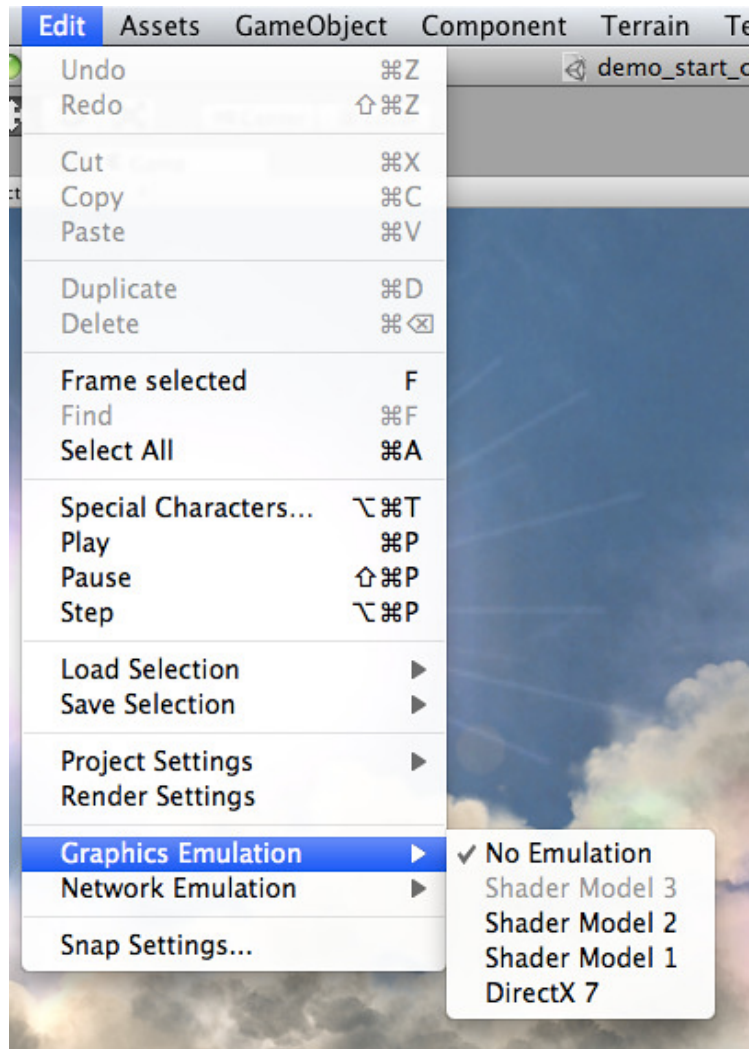 Edit Assets GameObject Component Terrain Te
demo_start_c
Undo ⌘Z
Redo ⇧⌘Z
Cut ⌘X
Copy ⌘C
Paste ⌘V
Duplicate ⌘D
Delete ⌘⌫
Frame selected F
Find ⌘F
Select All ⌘A
Special Characters... ⌥⌘T
Play ⌘P
Pause ⇧⌘P
Step ⌥⌘P
Load Selection ▶
Save Selection ▶
Project Settings ▶
Render Settings
Graphics Emulation ▶
Network Emulation ▶
Snap Settings...
✓ No Emulation
Shader Model 3
Shader Model 2
Shader Model 1
DirectX 7